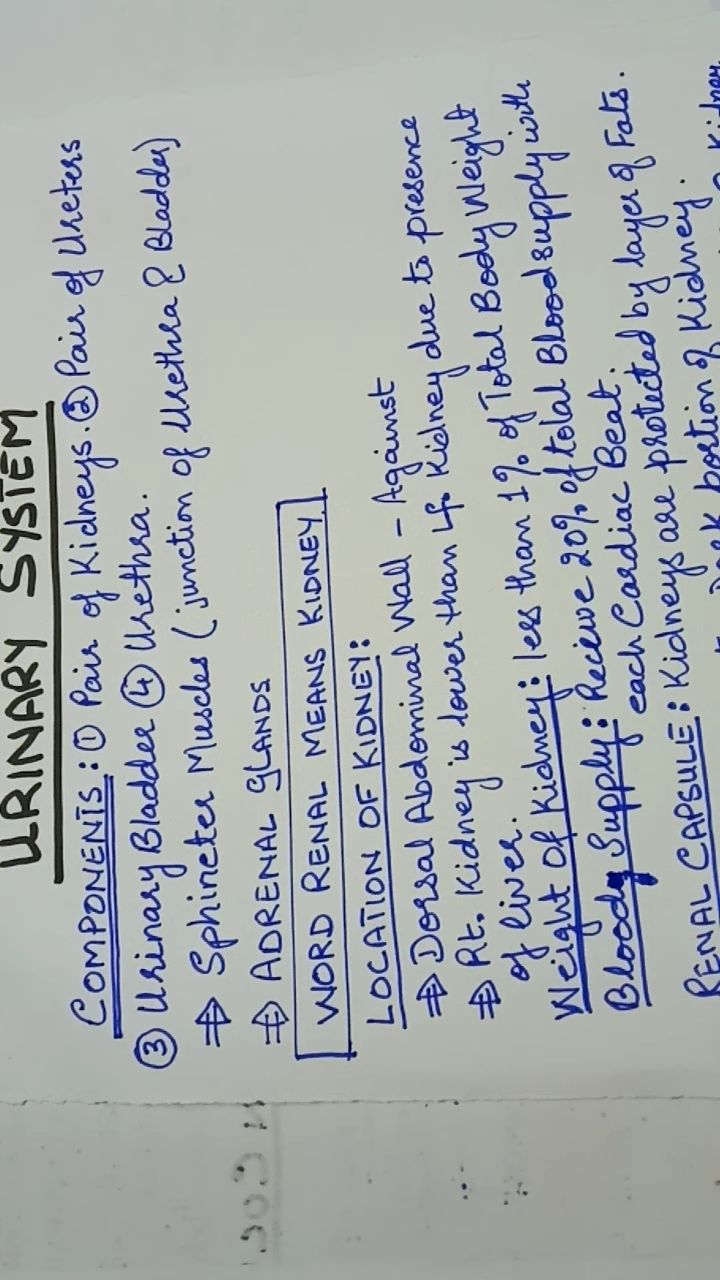 URINARY SYSTEM
COMPONENTS: ① Pair of Kidneys. ② Pair of Ureters
③ Urinary Bladder ④ Urethra.
⇒ Sphincter Muscles (junction of Urethra & Bladder)
⇒ ADRENAL GLANDS
WORD RENAL MEANS KIDNEY
LOCATION OF KIDNEY:
⇒ Dorsal Abdominal Wall - Against
⇒ Rt. Kidney is lower than Lf. Kidney due to presence
of liver.
Weight Of Kidney: less than 1% of Total Body Weight
Blood Supply: Recieve 20% of total Blood supply with
each Cardiac Beat.
RENAL CAPSULE: Kidneys are protected by layer of Fats.
Dark portion of Kidney.
Kidney